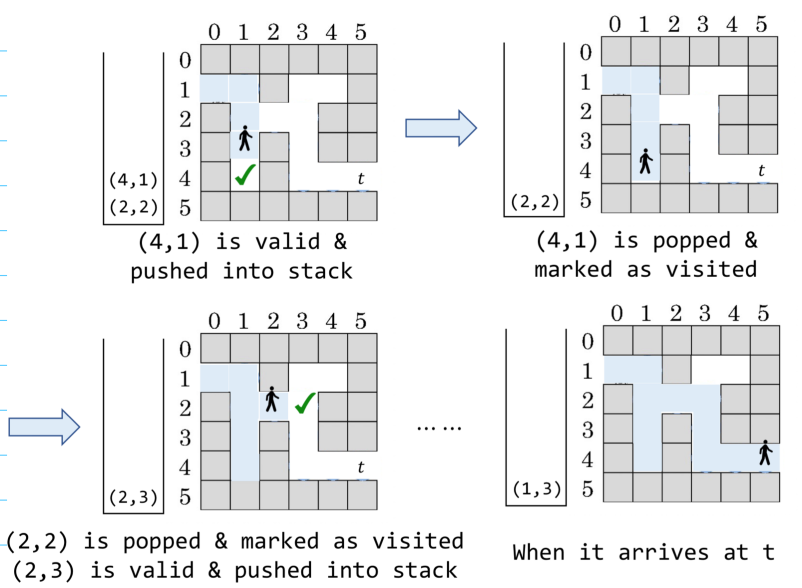 0 1 2 3 4 5
0
1
2
3
4
5
t
(4,1)
(2,2)
(4,1) is valid &
pushed into stack
0 1 2 3 4 5
0
1
2
3
4
5
t
(2,2)
(4,1) is popped &
marked as visited
0 1 2 3 4 5
0
1
2
3
4
5
t
(2,3)
(2,2) is popped & marked as visited
(2,3) is valid & pushed into stack
... ...
0 1 2 3 4 5
0
1
2
3
4
5
(1,3)
When it arrives at t